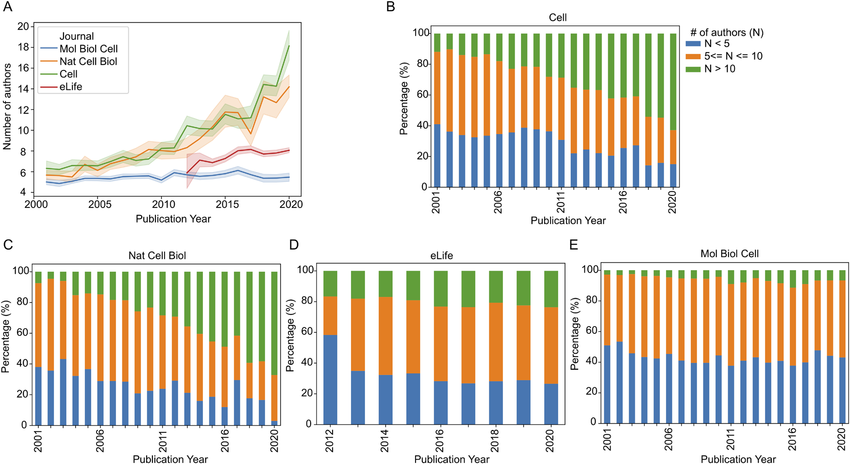 A
Number of authors
20
18
16
14
12
10
8
6
4
Journal
Mol Biol Cell
Nat Cell Biol
Cell
eLife
2000
2005
2010
2015
2020
Publication Year
B
Cell
Percentage (%)
100
80
60
40
20
0
2001
2006
2011
2016
2020
Publication Year
# of authors (N)
N < 5
5<= N <= 10
N > 10
C
Nat Cell Biol
Percentage (%)
100
80
60
40
20
0
2001
2006
2011
2016
2020
Publication Year
D
eLife
Percentage (%)
100
80
60
40
20
0
2012
2014
2016
2018
2020
Publication Year
E
Mol Biol Cell
Percentage (%)
100
80
60
40
20
0
2001
2006
2011
2016
2020
Publication Year